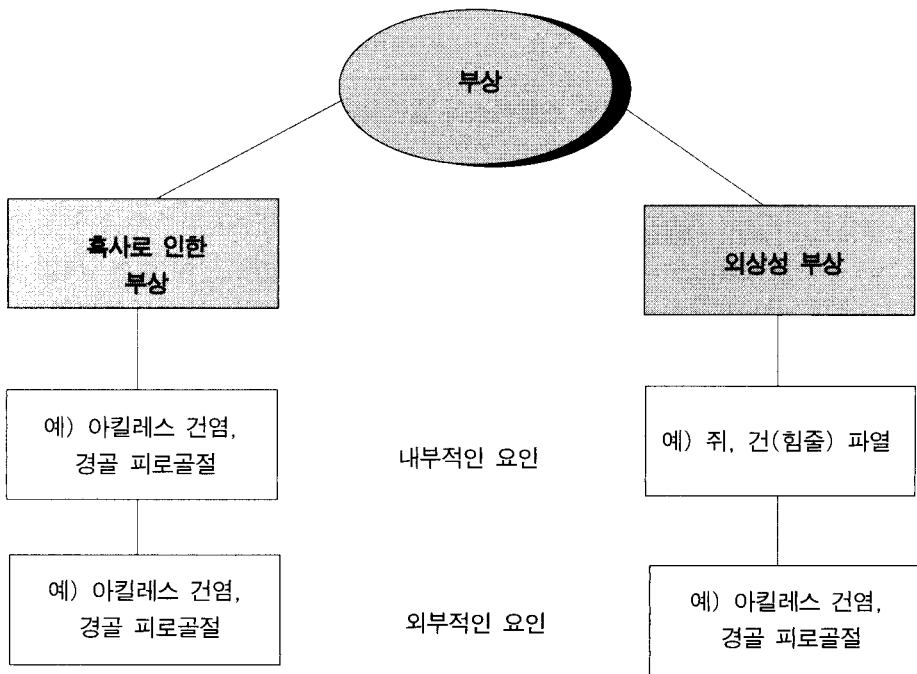 부상
혹사로 인한
부상
외상성 부상
예) 아킬레스 건염,
경골 피로골절
내부적인 요인
예) 쥐, 건(힘줄) 파열
예) 아킬레스 건염,
경골 피로골절
외부적인 요인
예) 아킬레스 건염,
경골 피로골절